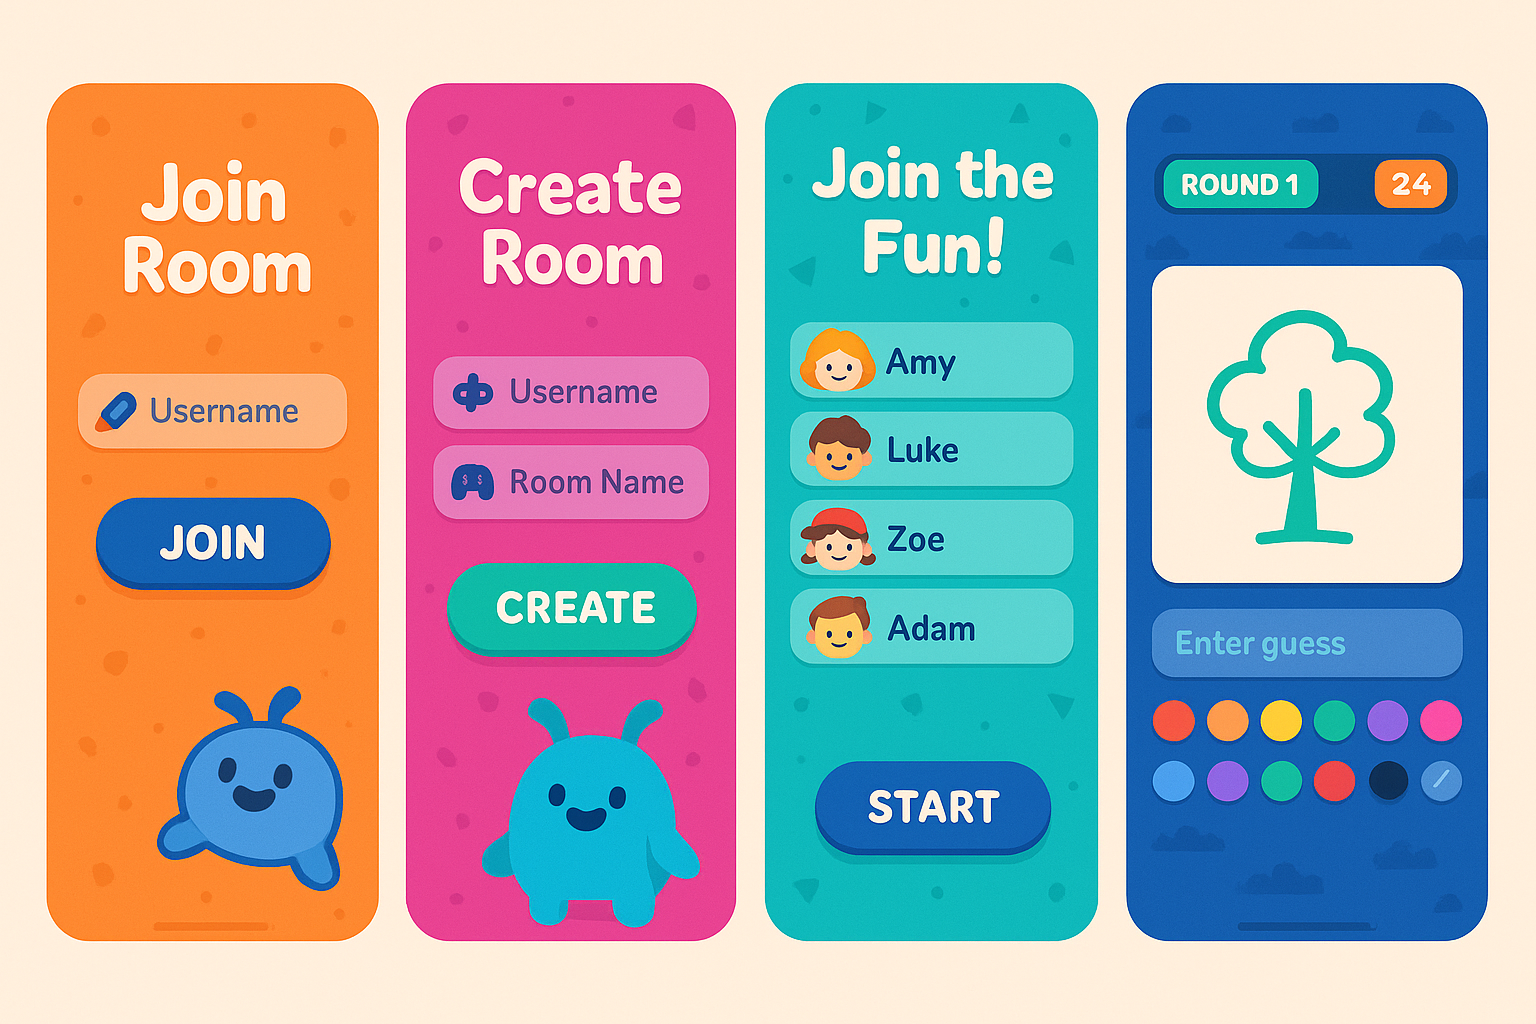 Join
Room
Username
JOIN
Create
Room
Username
Room Name
CREATE
Join the
Fun!
Amy
Luke
Zoe
Adam
START
ROUND 1
24
Enter guess